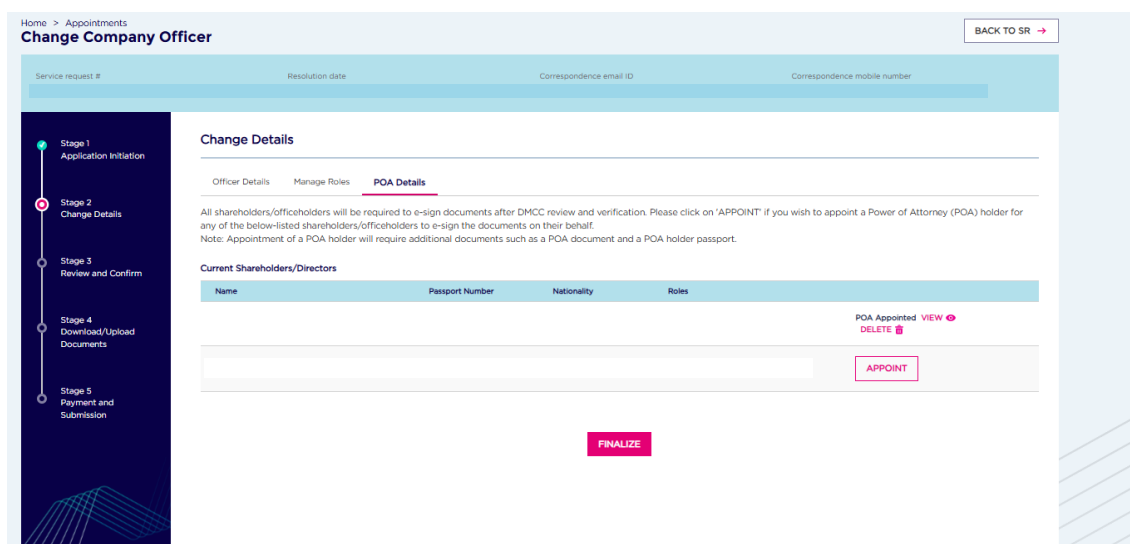 Home > Appointments
Change Company Officer
BACK TO SR →
Service request #
Resolution date
Correspondence email ID
Correspondence mobile number
Stage 1
Application Initiation
Stage 2
Change Details
Stage 3
Review and Confirm
Stage 4
Download/Upload
Documents
Stage 5
Payment and
Submission
Change Details
Officer Details
Manage Roles
POA Details
All shareholders/officeholders will be required to e-sign documents after DMCC review and verification. Please click on 'APPOINT' if you wish to appoint a Power of Attorney (POA) holder for
any of the below-listed shareholders/officeholders to e-sign the documents on their behalf.
Note: Appointment of a POA holder will require additional documents such as a POA document and a POA holder passport.
Current Shareholders/Directors
Name
Passport Number
Nationality
Roles
POA Appointed VIEW
DELETE
APPOINT
FINALIZE